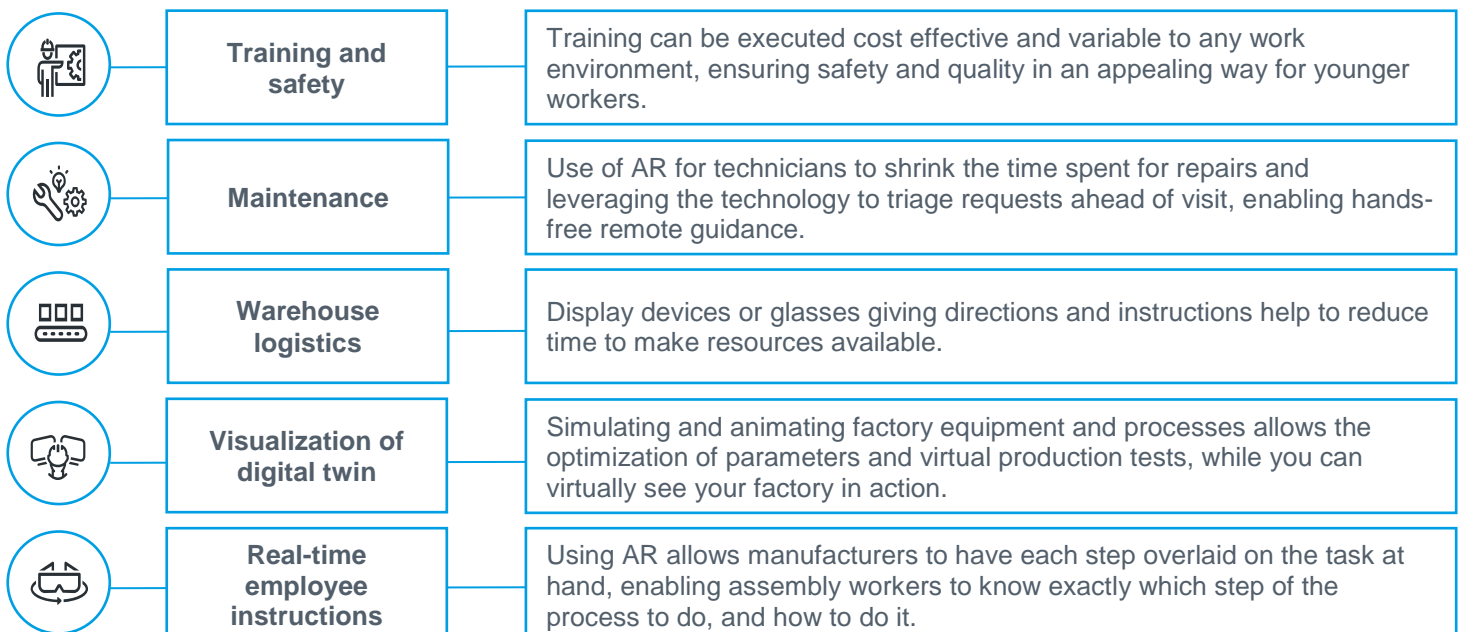 Training and
safety
Training can be executed cost effective and variable to any work
environment, ensuring safety and quality in an appealing way for younger
workers.
Maintenance
Use of AR for technicians to shrink the time spent for repairs and
leveraging the technology to triage requests ahead of visit, enabling hands-
free remote guidance.
Warehouse
logistics
Display devices or glasses giving directions and instructions help to reduce
time to make resources available.
Visualization of
digital twin
Simulating and animating factory equipment and processes allows the
optimization of parameters and virtual production tests, while you can
virtually see your factory in action.
Real-time
employee
instructions
Using AR allows manufacturers to have each step overlaid on the task at
hand, enabling assembly workers to know exactly which step of the
process to do, and how to do it.